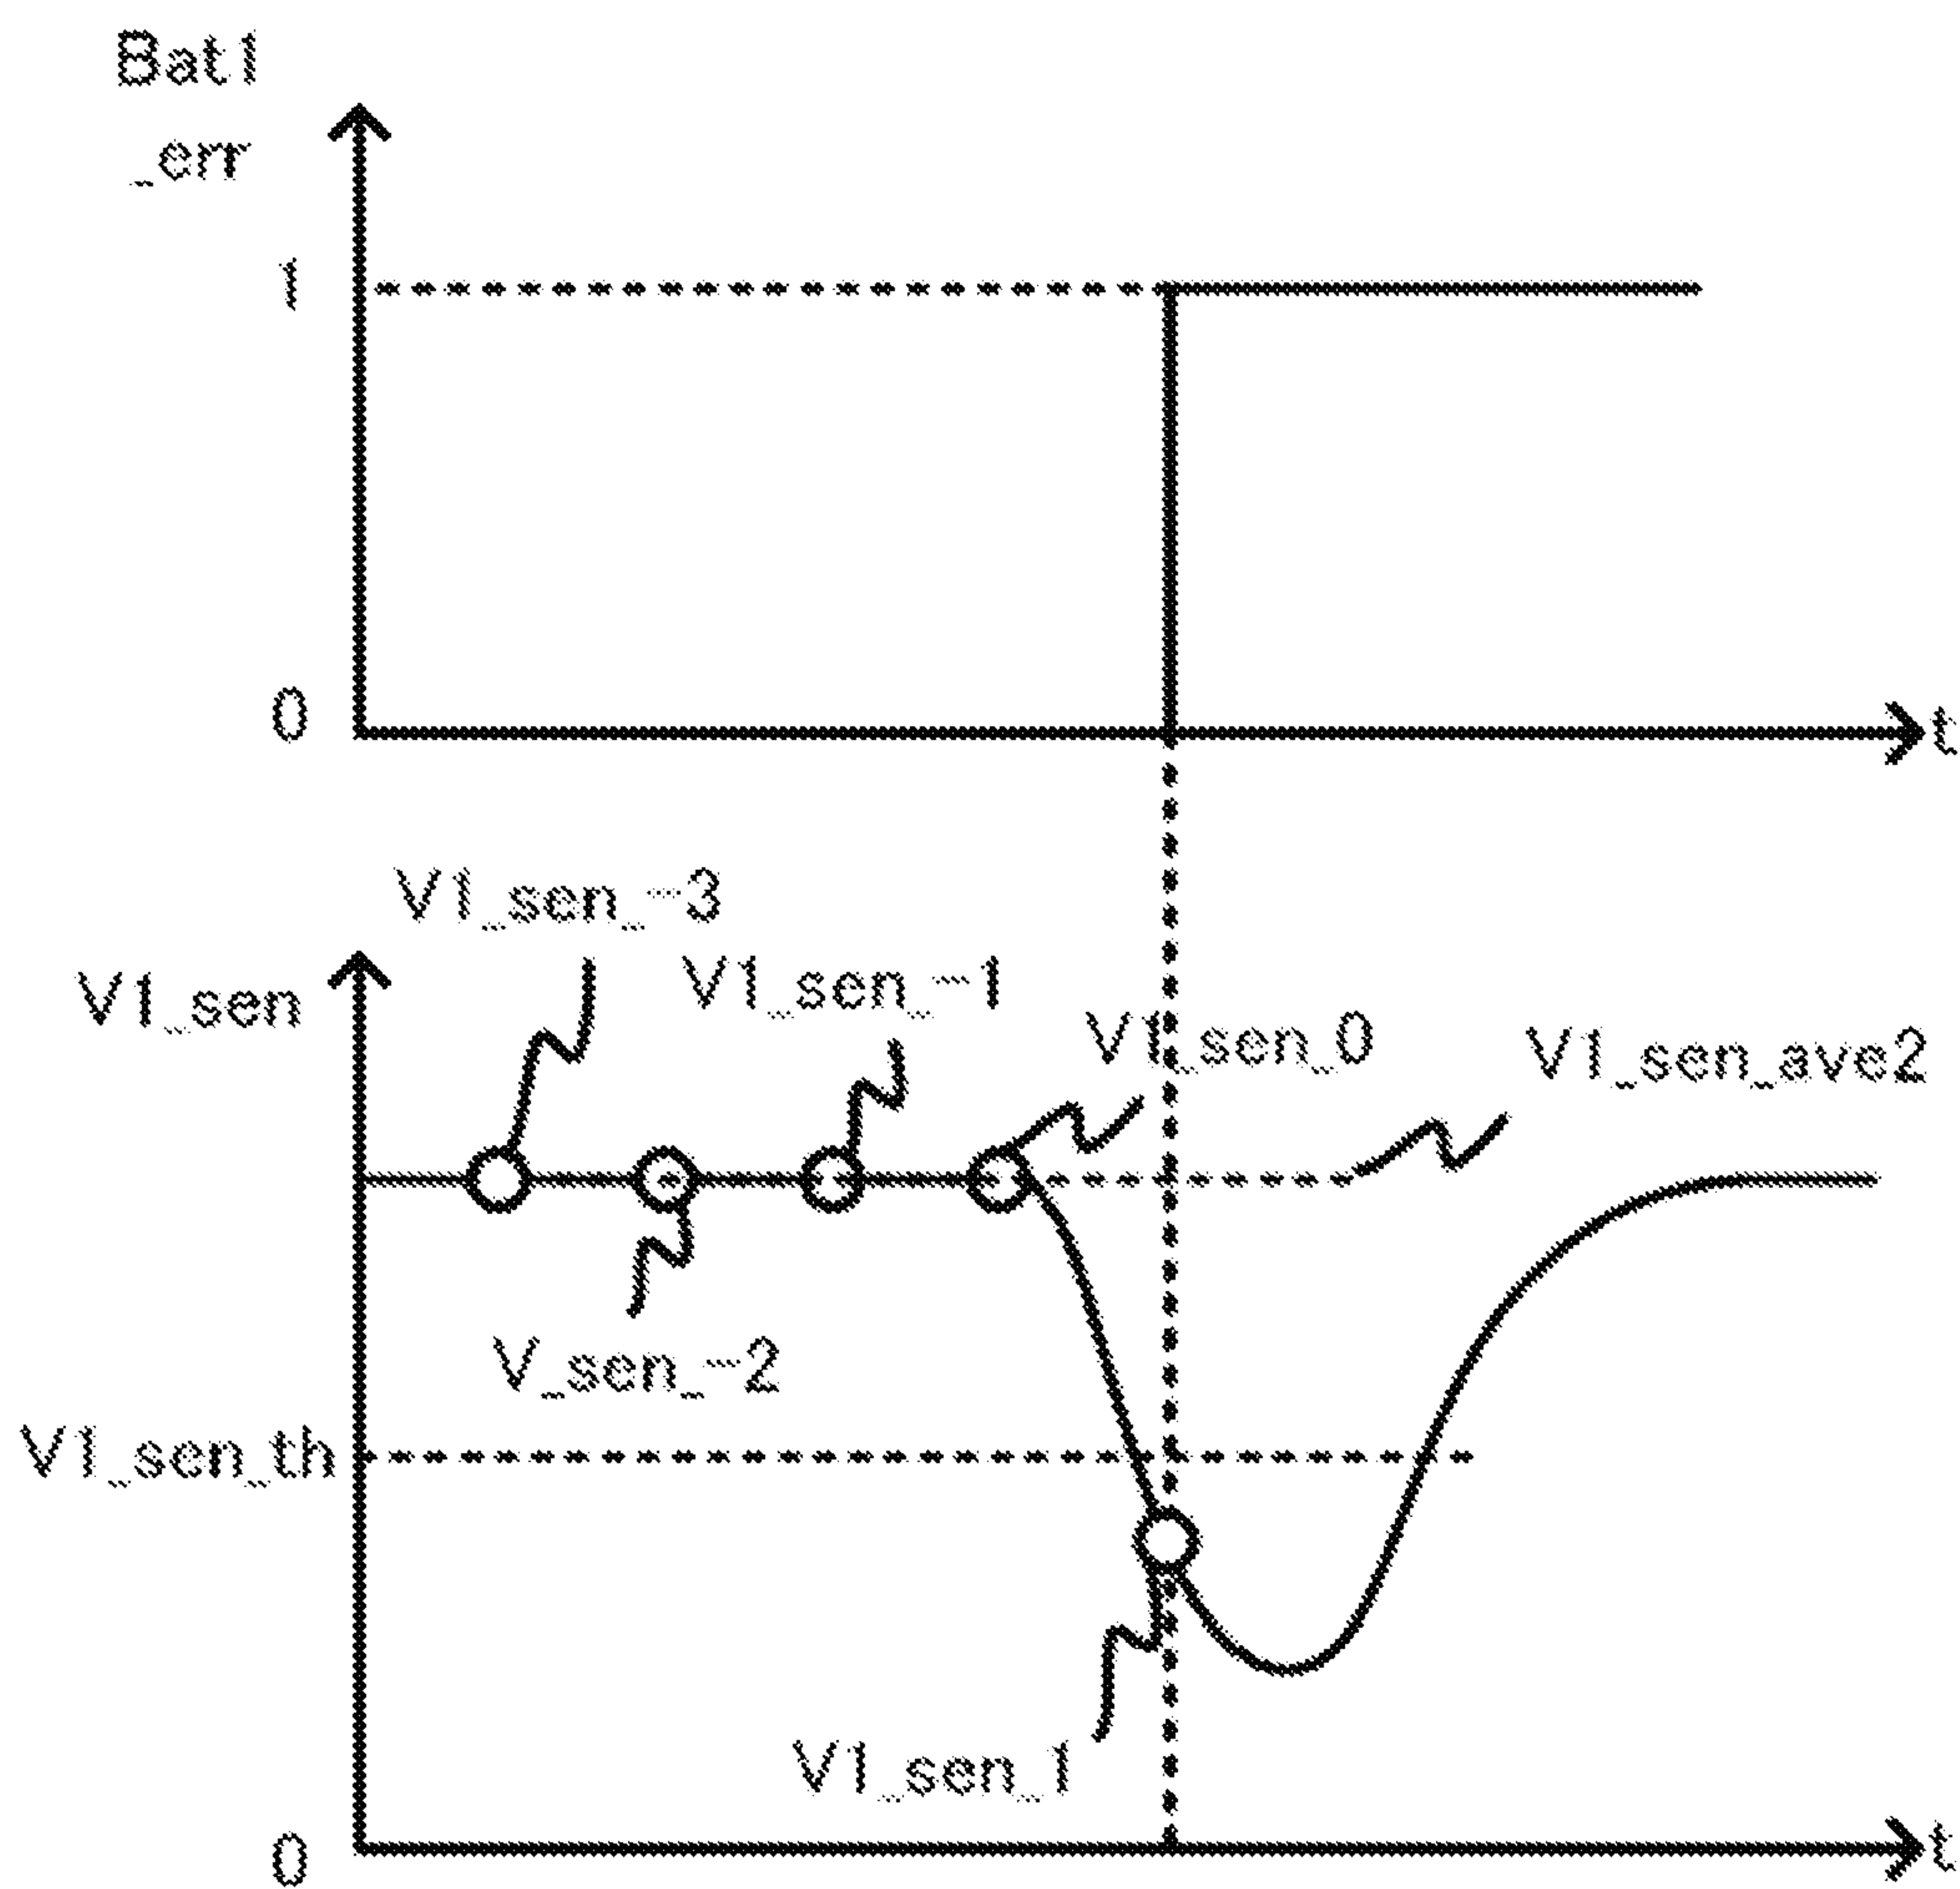 Bat1
_err
1
0
t
V1_sen_-3
V1_sen
V1_sen_-1
V1_sen_0
V1_sen_ave2
V_sen_-2
V1_sen_th
V1_sen_1
0
t